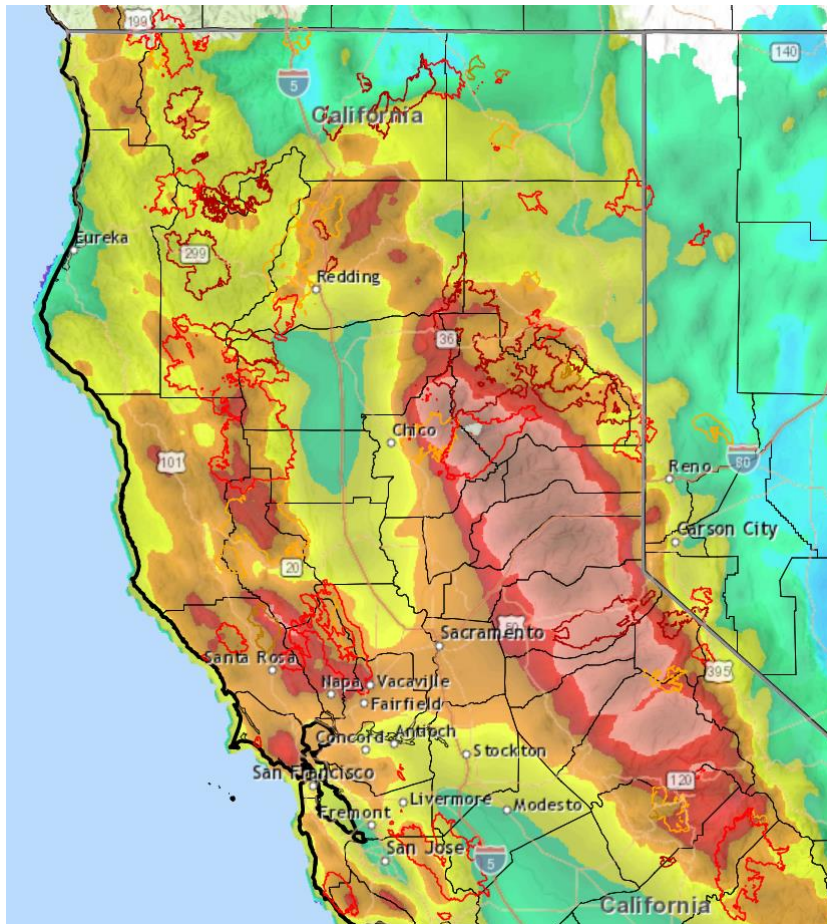 199
140
5
California
Eureka
299
Redding
36
Chico
101
Reno
80
Carson City
20
50
Sacramento
Santa Rosa
395
Napa
Vacaville
Fairfield
Concord
Antioch
Stockton
San Francisco
120
Livermore
Modesto
Fremont
San Jose
5
California